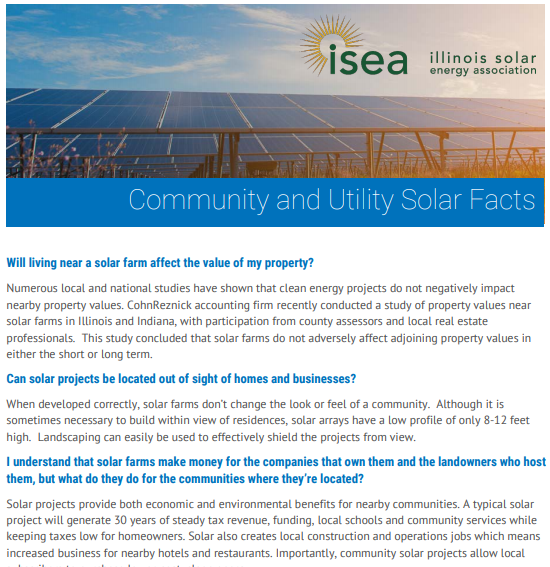 isea
illinois solar
energy association
Community and Utility Solar Facts
Will living near a solar farm affect the value of my property?
Numerous local and national studies have shown that clean energy projects do not negatively impact
nearby property values. CohnReznick accounting firm recently conducted a study of property values near
solar farms in Illinois and Indiana, with participation from county assessors and local real estate
professionals.  This study concluded that solar farms do not adversely affect adjoining property values in
either the short or long term.
Can solar projects be located out of sight of homes and businesses?
When developed correctly, solar farms don't change the look or feel of a community.  Although it is
sometimes necessary to build within view of residences, solar arrays have a low profile of only 8-12 feet
high.  Landscaping can easily be used to effectively shield the projects from view.
I understand that solar farms make money for the companies that own them and the landowners who host
them, but what do they do for the communities where they're located?
Solar projects provide both economic and environmental benefits for nearby communities. A typical solar
project will generate 30 years of steady tax revenue, funding, local schools and community services while
keeping taxes low for homeowners. Solar also creates local construction and operations jobs which means
increased business for nearby hotels and restaurants. Importantly, community solar projects allow local